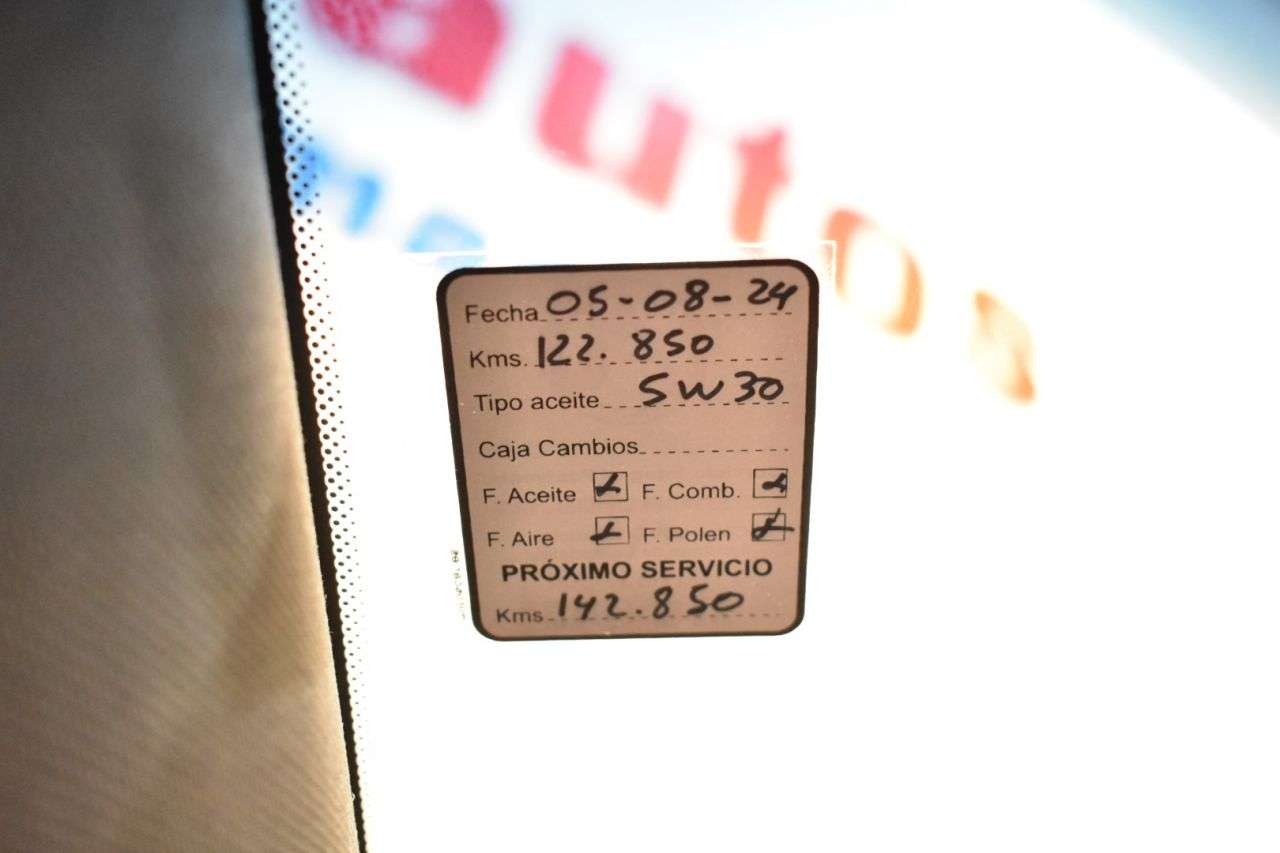 autos
Fecha 05-08-24
Kms. 122.850
Tipo aceite 5W30
Caja Cambios
F. Aceite F. Comb.
F. Aire F. Polen
PRÓXIMO SERVICIO
Kms 142.850